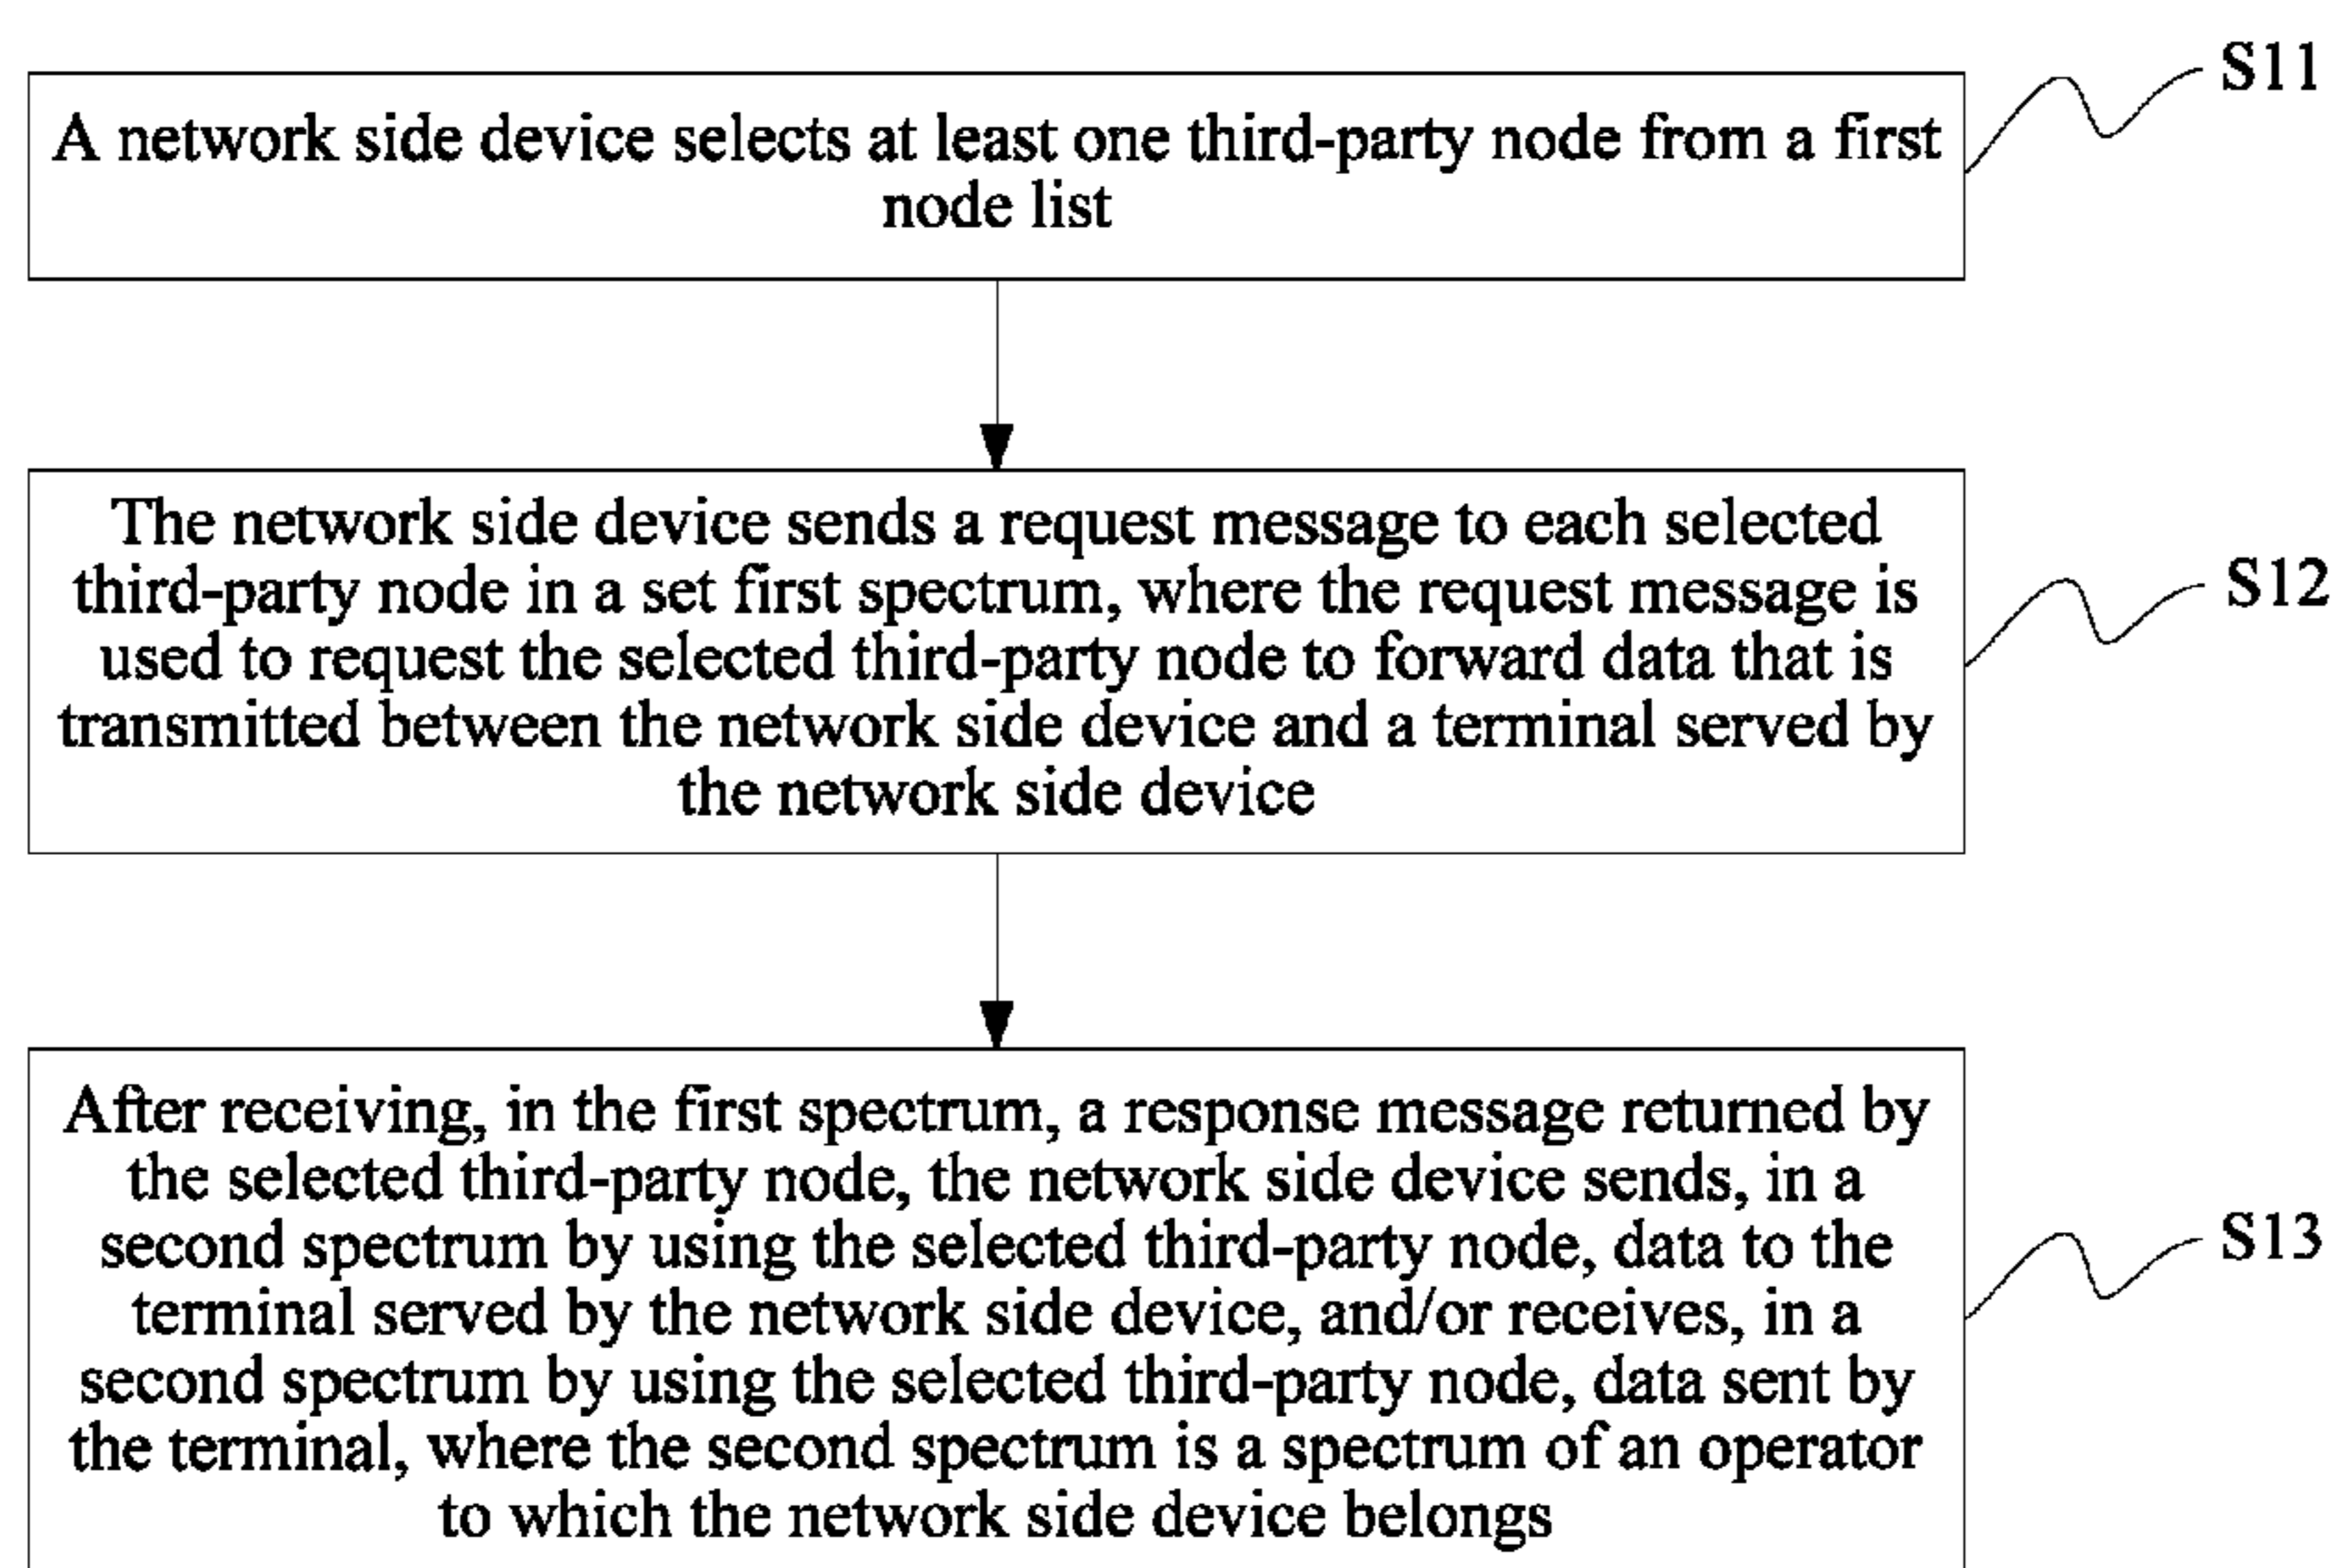 S11
A network side device selects at least one third-party node from a first
node list
The network side device sends a request message to each selected
third-party node in a set first spectrum, where the request message is
used to request the selected third-party node to forward data that is
transmitted between the network side device and a terminal served by
the network side device
S12
After receiving, in the first spectrum, a response message returned by
the selected third-party node, the network side device sends, in a
second spectrum by using the selected third-party node, data to the
terminal served by the network side device, and/or receives, in a
second spectrum by using the selected third-party node, data sent by
the terminal, where the second spectrum is a spectrum of an operator
to which the network side device belongs
S13